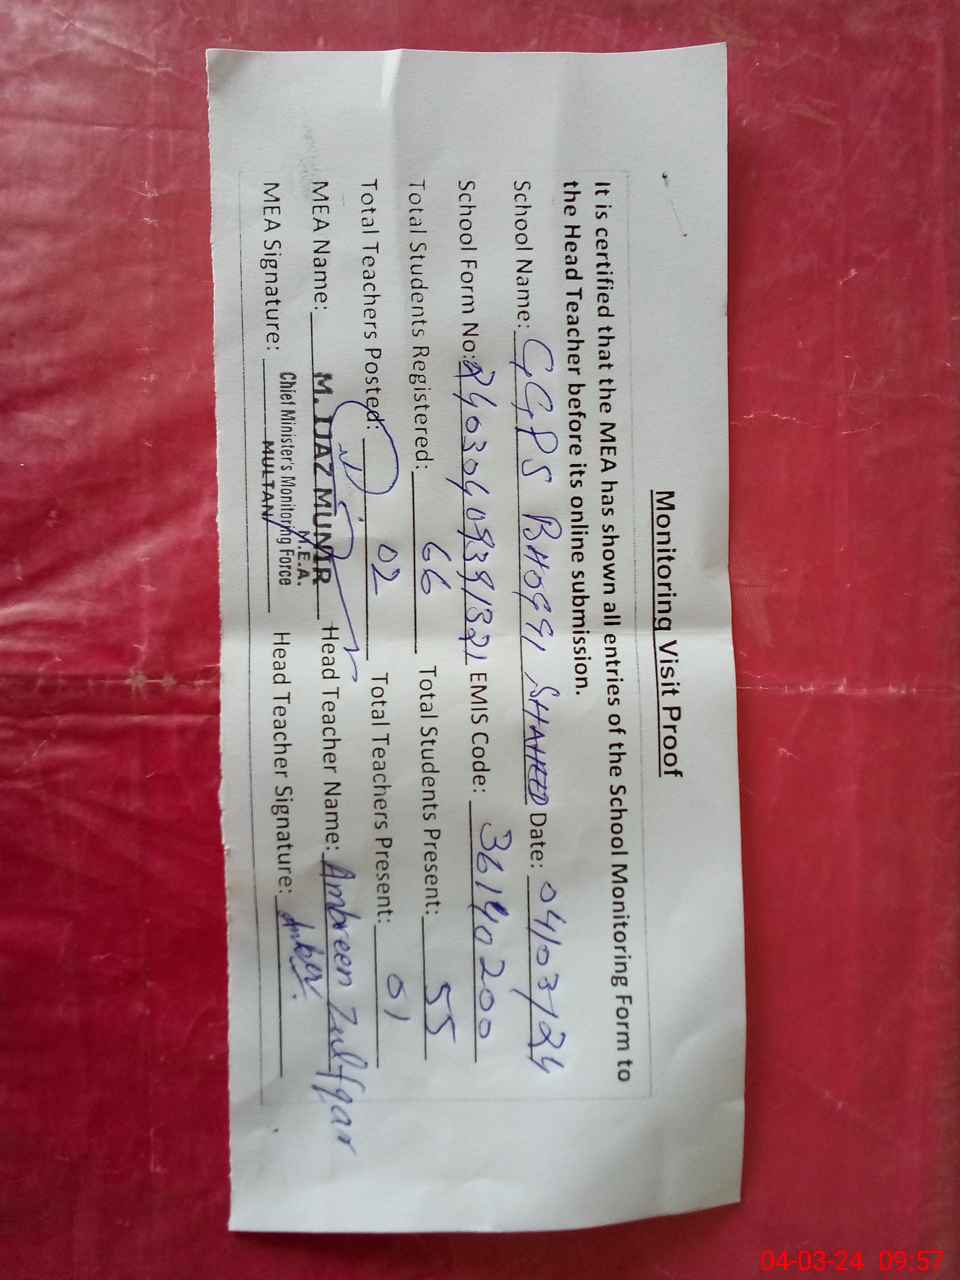 Monitoring Visit Proof
It is certified that the MEA has shown all entries of the School Monitoring Form to
the Head Teacher before its online submission.
School Name: GGPS BHOGGI SHAHEED Date: 04/03/24
School Form No: EMIS Code: 36140200
Total Students Registered: 66 Total Students Present: 55
Total Teachers Posted: 02 Total Teachers Present: 01
MEA Name: M. IJAZ MUNIR Head Teacher Name: Ambreen Zulfqar
M.E.A.
MEA Signature: Chief Minister's Monitoring Force Head Teacher Signature: Amber
MULTAN
04-03-24 09:57